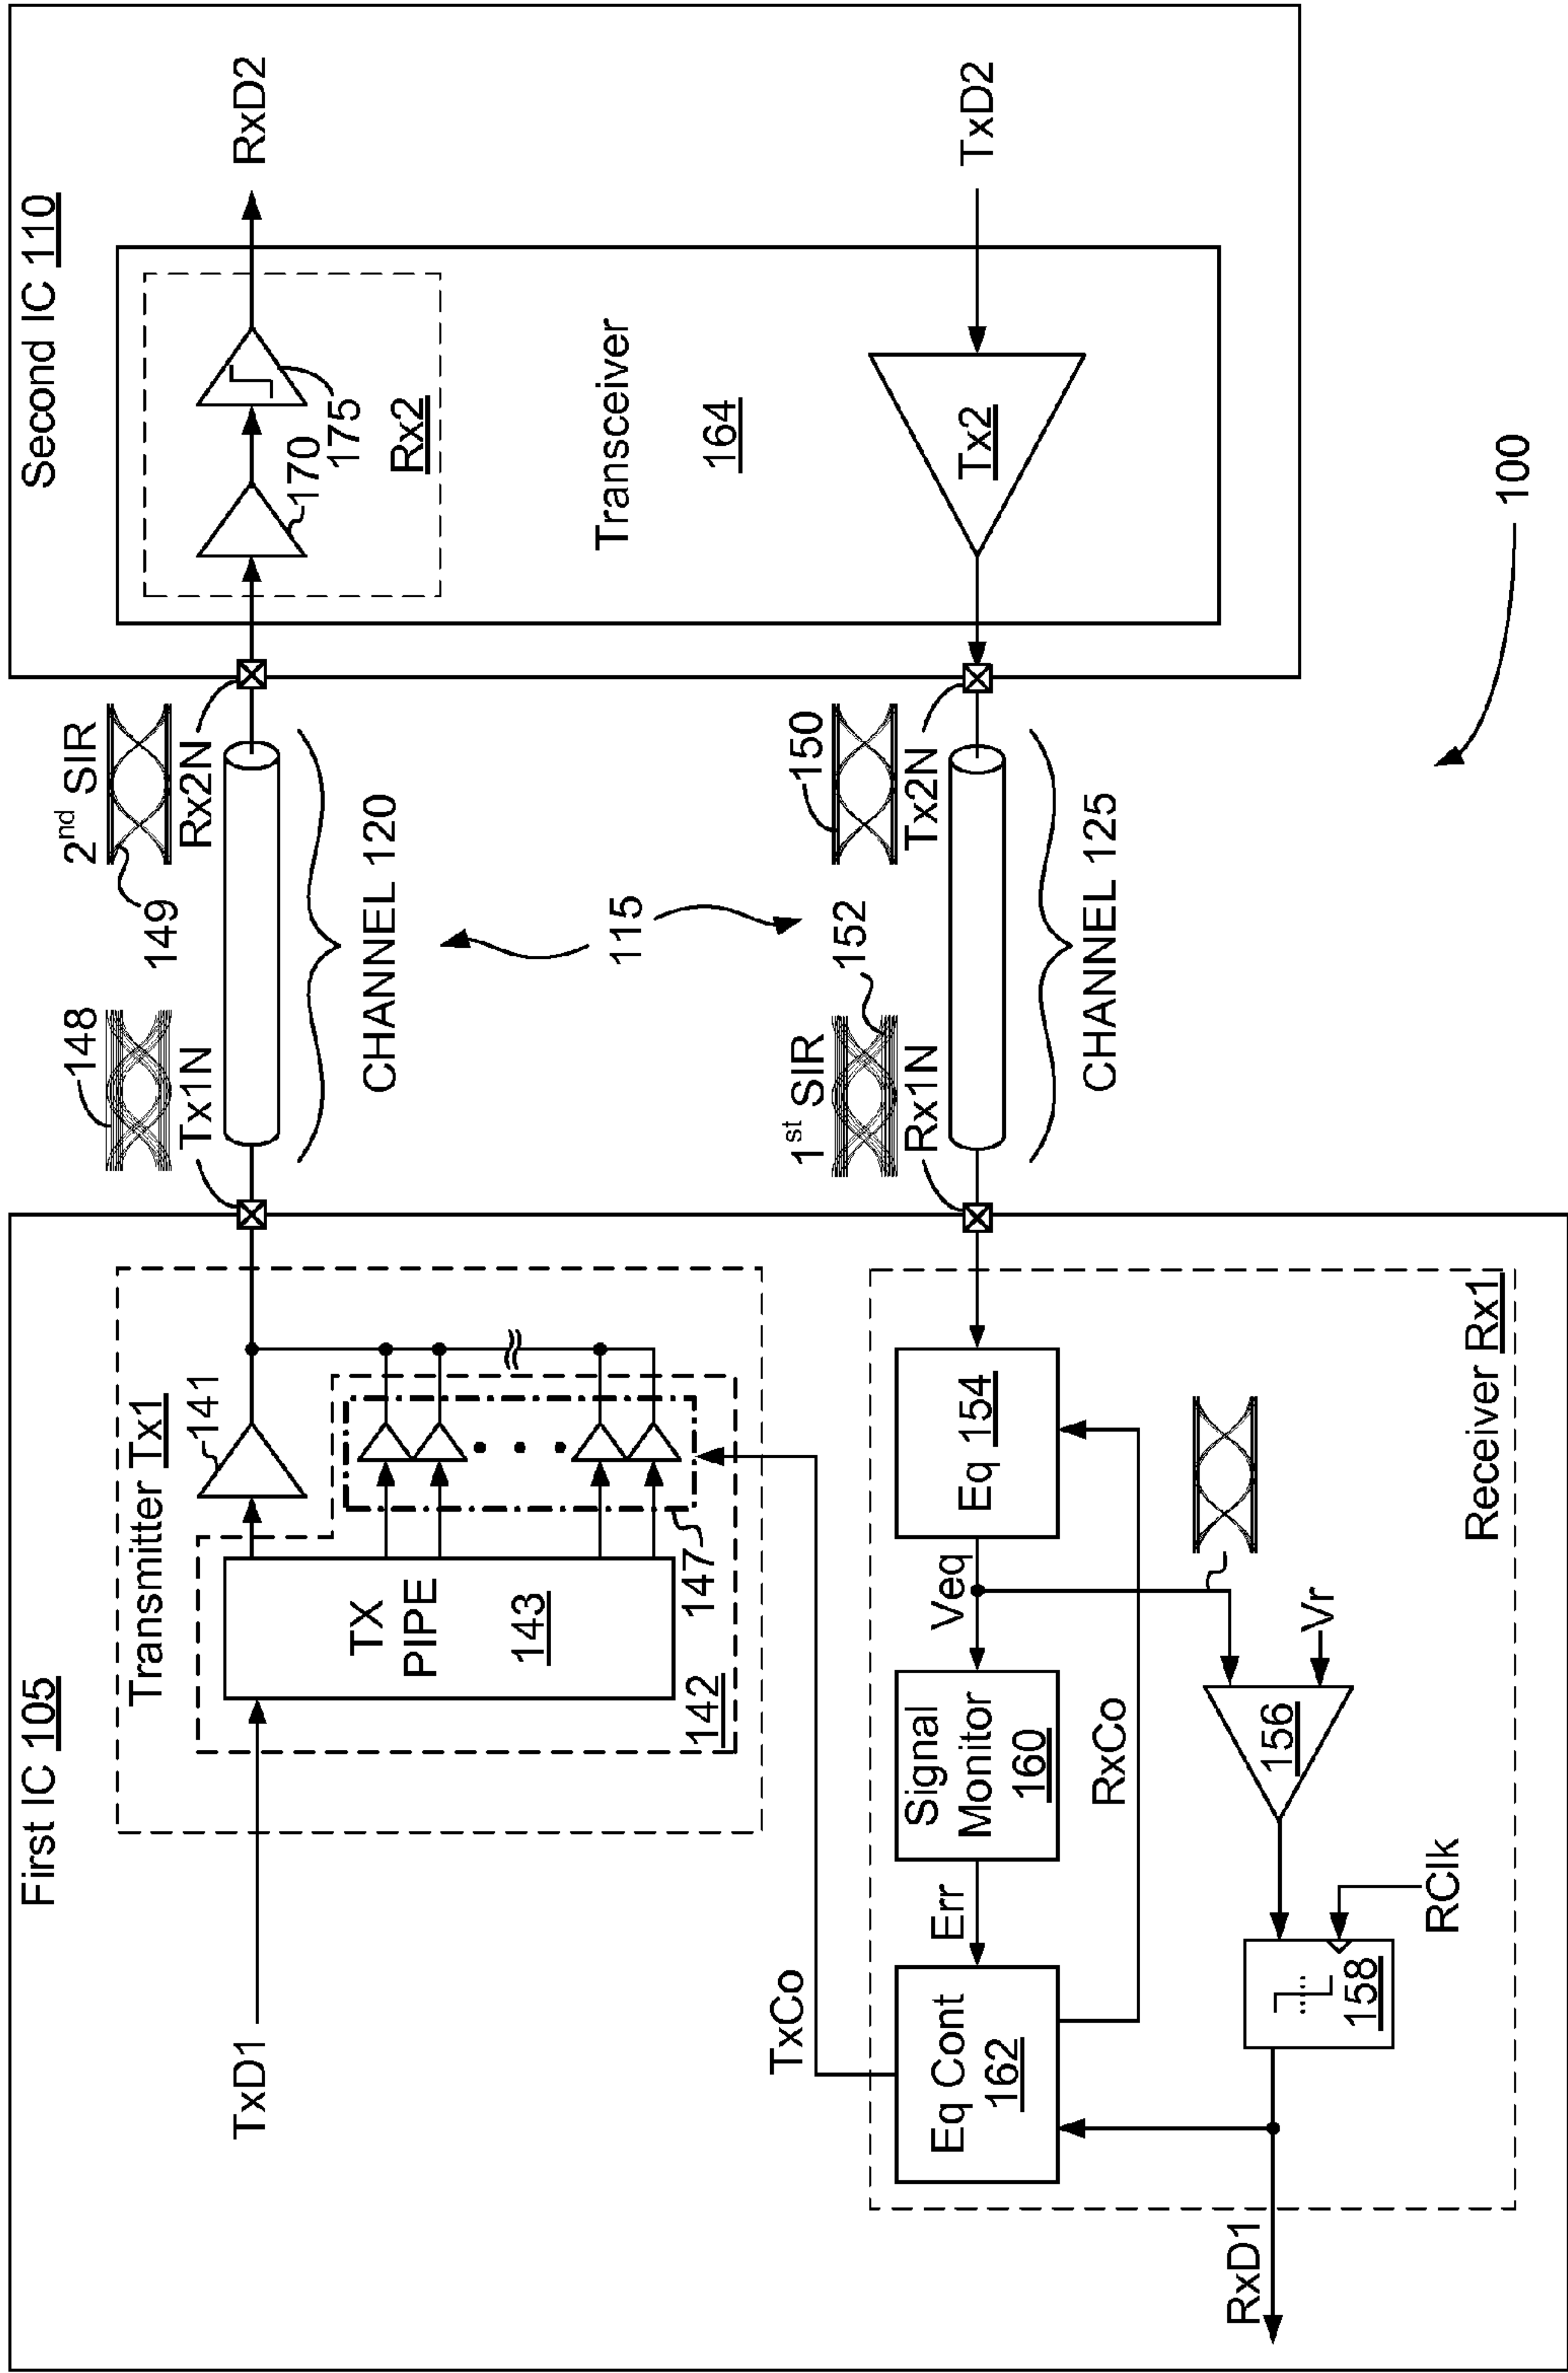 First IC 105
Second IC 110
TxD1
Transmitter Tx1
TX
PIPE
143
142
141
147
148
Tx1N
CHANNEL 120
149
2nd SIR
Rx2N
170
175
Rx2
RxD2
Transceiver
164
115
TxCo
Eq Cont
162
Err
Signal
Monitor
160
Veq
Eq 154
RxCo
1st SIR
Rx1N
152
150
Tx2N
CHANNEL 125
Tx2
TxD2
RxD1
158
RClk
156
Vr
Receiver Rx1
100